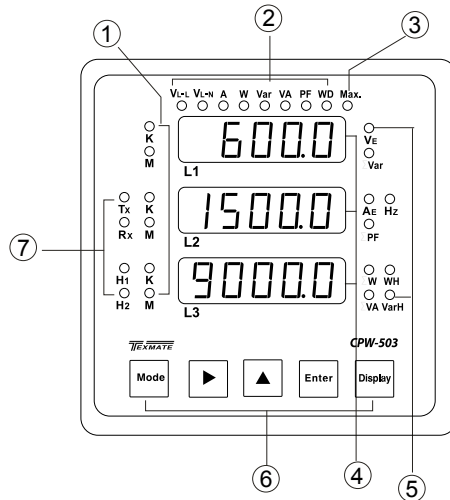 ① ② ③
VL-L VL-N A W Var VA PF WD Max.
K
M
600.0
L1
VE
Var
Tx K
Rx M
1500.0
L2
AE Hz
PF
⑦
H1 K
H2 M
9000.0
L3
W WH
VA VarH
TEXMATE
CPW-503
Mode ▶ ▲ Enter Display
⑥ ④ ⑤